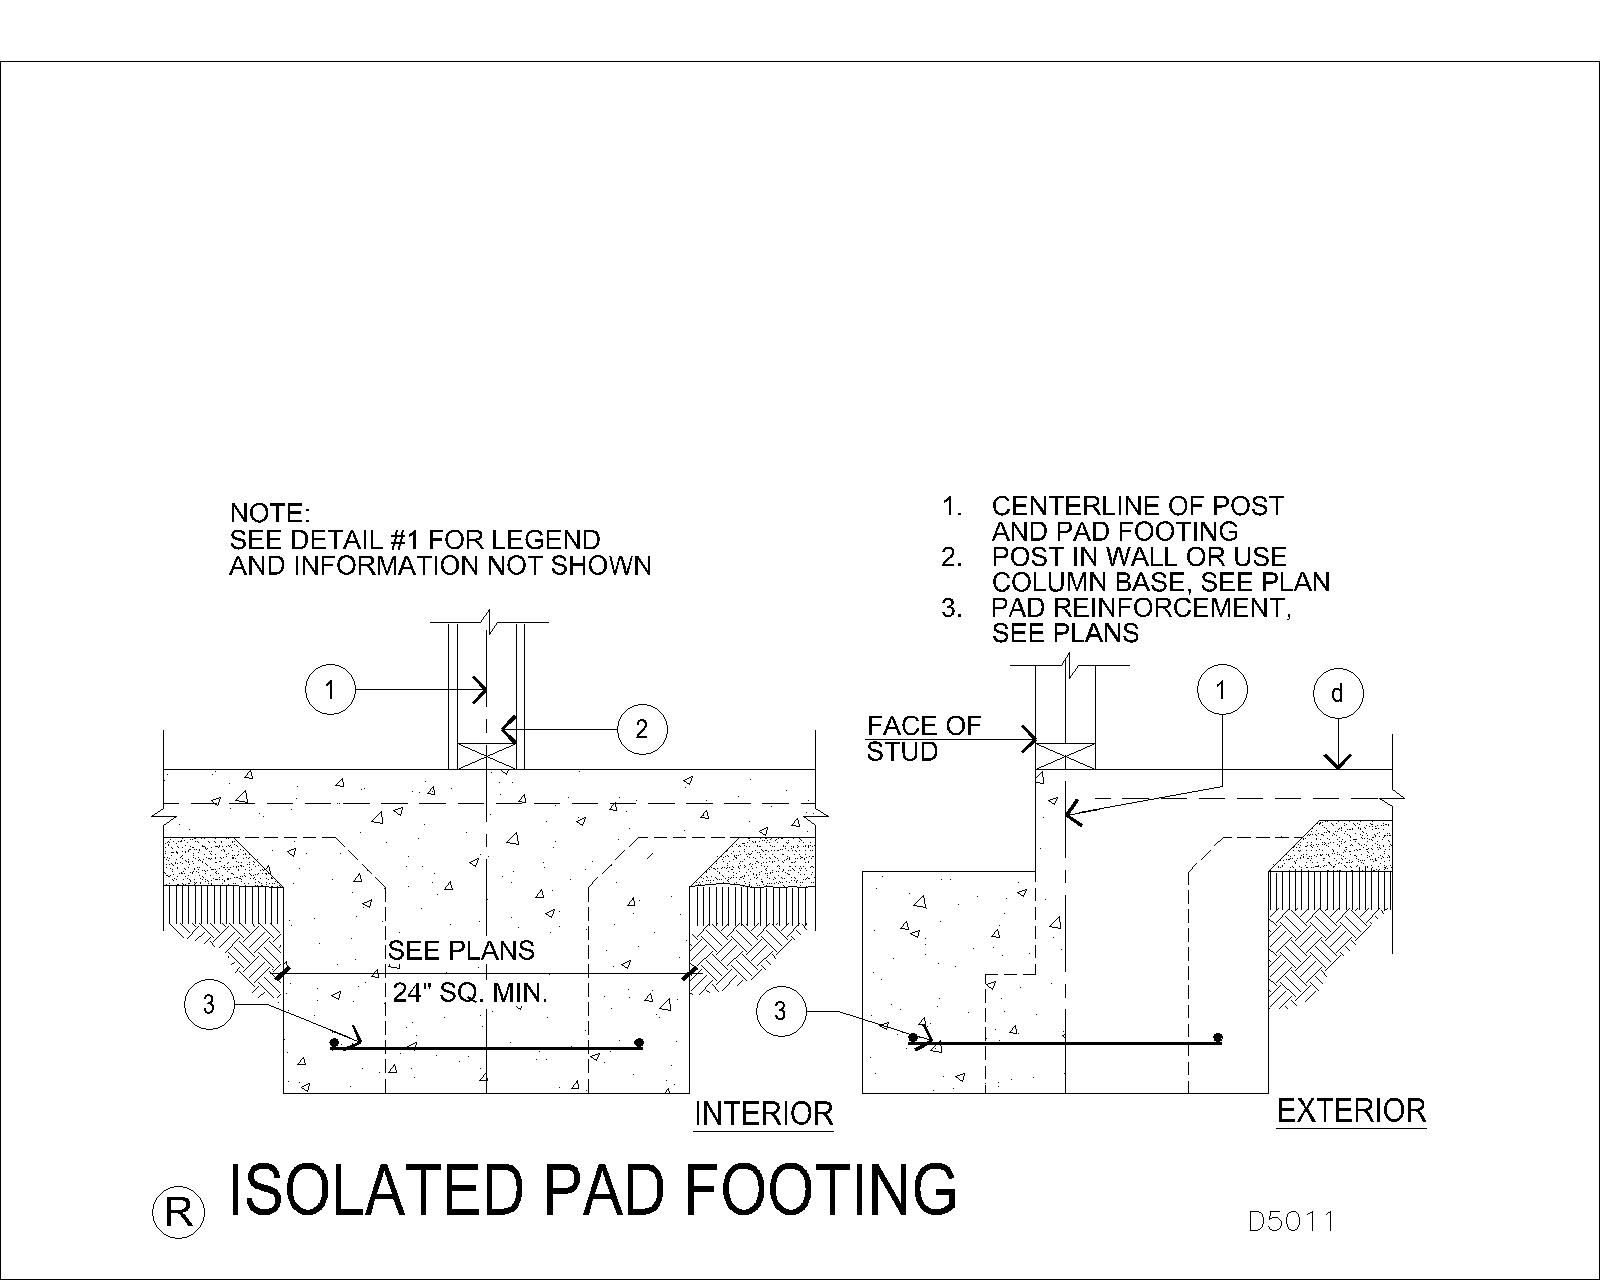 NOTE:
SEE DETAIL #1 FOR LEGEND
AND INFORMATION NOT SHOWN
1. CENTERLINE OF POST
AND PAD FOOTING
2. POST IN WALL OR USE
COLUMN BASE, SEE PLAN
3. PAD REINFORCEMENT,
SEE PLANS
1
2
FACE OF
STUD
1
d
SEE PLANS
24" SQ. MIN.
3
3
INTERIOR
EXTERIOR
R ISOLATED PAD FOOTING
D5011